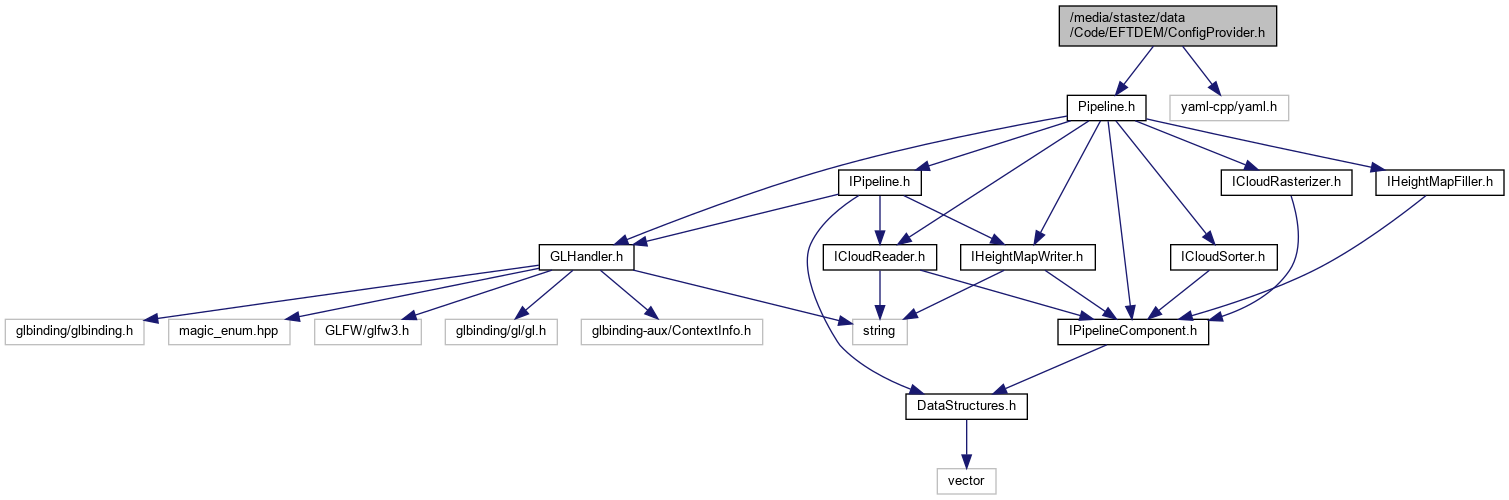 /media/stastez/data
/Code/EFTDEM/ConfigProvider.h
Pipeline.h
yaml-cpp/yaml.h
IPipeline.h
ICloudRasterizer.h
IHeightMapFiller.h
GLHandler.h
ICloudReader.h
IHeightMapWriter.h
ICloudSorter.h
glbinding/glbinding.h
magic_enum.hpp
GLFW/glfw3.h
glbinding/gl/gl.h
glbinding-aux/ContextInfo.h
string
IPipelineComponent.h
DataStructures.h
vector